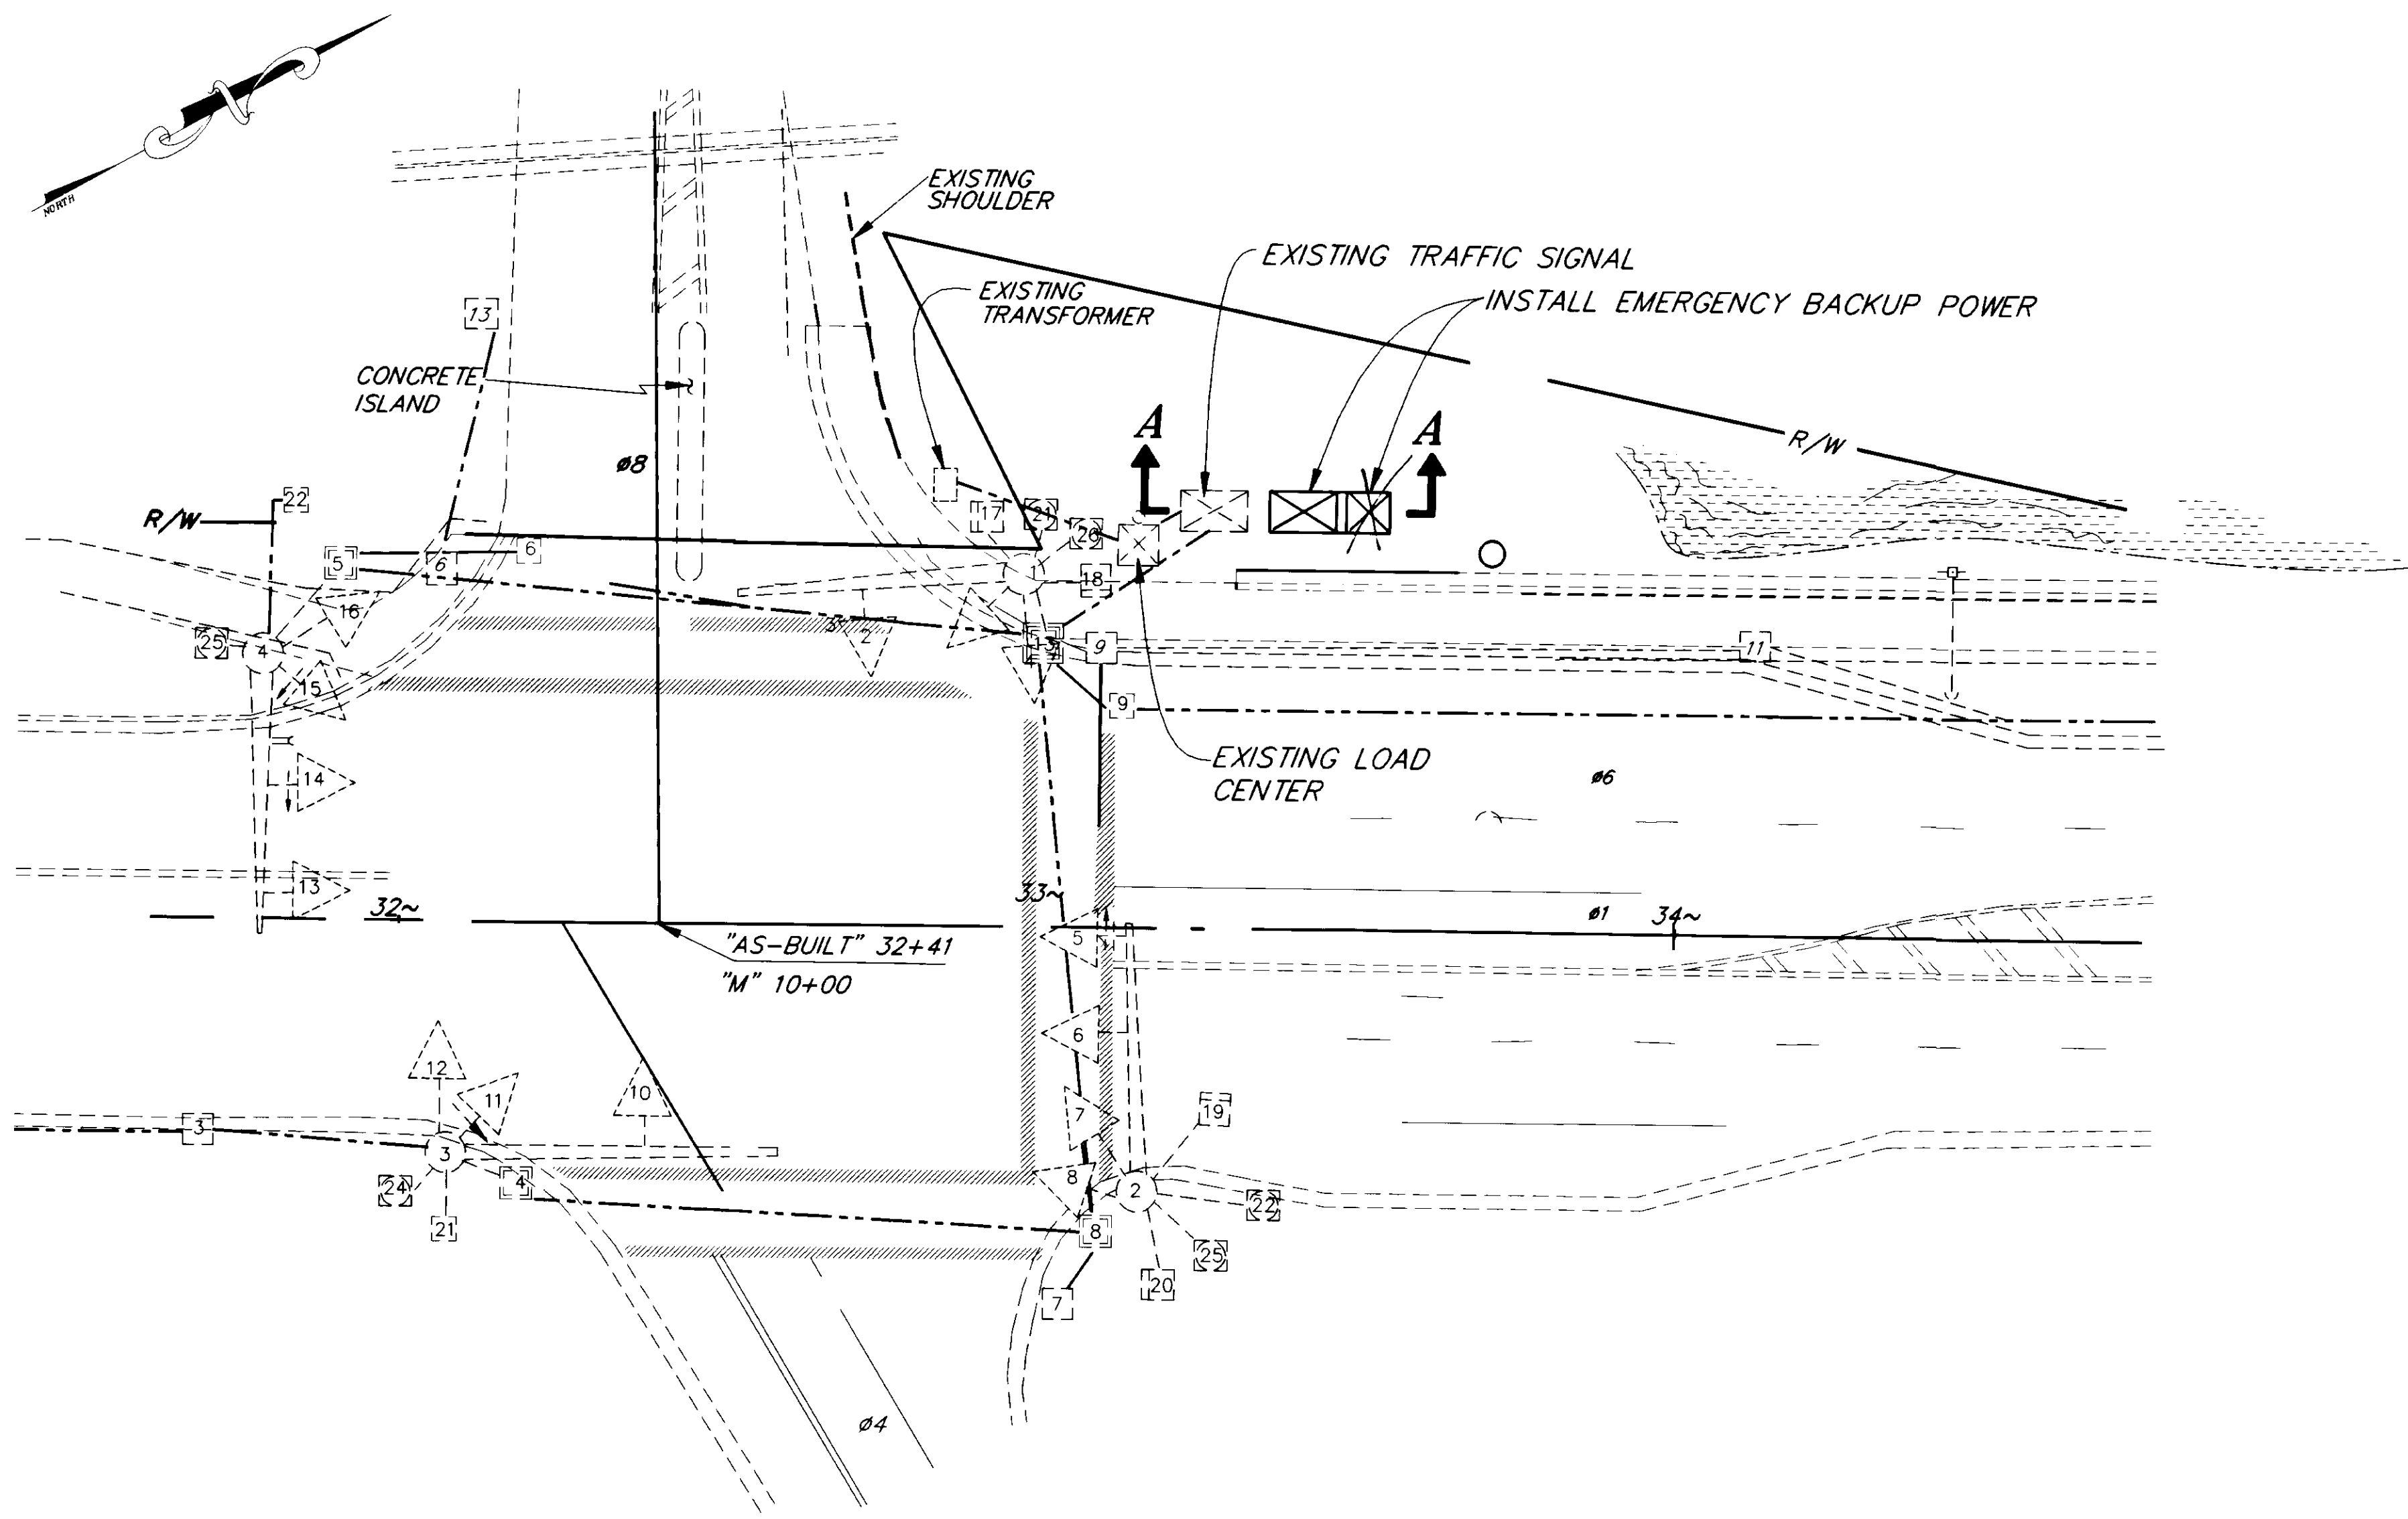 NORTH
EXISTING
SHOULDER
EXISTING TRAFFIC SIGNAL
EXISTING
TRANSFORMER
INSTALL EMERGENCY BACKUP POWER
13
CONCRETE
ISLAND
A
A
R/W
ø8
22
R/W
17
21
26
5
6
6
18
16
25
4
3
2
13
9
11
15
9
14
EXISTING LOAD
CENTER
ø6
13
32~
33~
ø1
34~
5
"AS-BUILT" 32+41
"M" 10+00
6
12
11
10
7
19
3
3
4
8
2
24
22
21
8
25
20
7
ø4